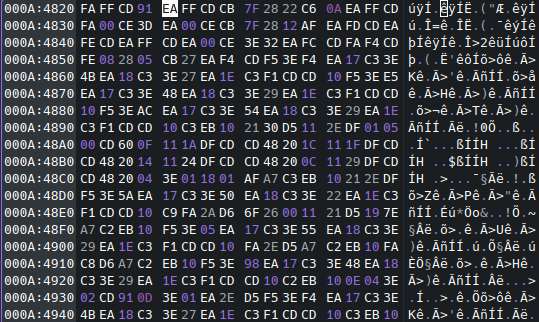 000A:4820 FA FF CD 91 EA FF CD CB 7F 28 22 C6 0A EA FF CD úÿÍ.êÿÍË.("Æ.êÿÍ
000A:4830 FA 00 CE 3D EA 00 CE CB 7F 28 12 AF EA FD CD FA ú.Î=ê.ÎË.(.¯êýÍú
000A:4840 FE CD EA FF CD EA 00 CE 3E 32 EA FC CD FA FA CD þÍêÿÍê.Î>2êüÍúúÍ
000A:4850 FE 08 28 05 CB 27 EA F4 CD F5 3E F4 EA 17 C3 3E þ.(.Ë'êôÍõ>ôê.Ã>
000A:4860 4B EA 18 C3 3E 27 EA 1E C3 F1 CD CD 10 F5 3E E5 Kê.Ã>'ê.ÃñÍÍ.õ>å
000A:4870 EA 17 C3 3E 48 EA 18 C3 3E 29 EA 1E C3 F1 CD CD ê.Ã>Hê.Ã>)ê.ÃñÍÍ
000A:4880 10 F5 3E AC EA 17 C3 3E 54 EA 18 C3 3E 29 EA 1E .õ>¬ê.Ã>Tê.Ã>)ê.
000A:4890 C3 F1 CD CD 10 C3 EB 10 21 30 D5 11 2E DF 01 05 ÃñÍÍ.Ãë.!0Õ..ß..
000A:48A0 00 CD 60 0F 11 1A DF CD CD 48 20 1C 11 1F DF CD .Í`...ßÍÍH ...ßÍ
000A:48B0 CD 48 20 14 11 24 DF CD CD 48 20 0C 11 29 DF CD ÍH ..$ßÍÍH ..)ßÍ
000A:48C0 CD 48 20 04 3E 01 18 01 AF A7 C3 EB 10 21 2E DF ÍH .>...¯§Ãë.!.ß
000A:48D0 F5 3E 5A EA 17 C3 3E 50 EA 18 C3 3E 22 EA 1E C3 õ>Zê.Ã>Pê.Ã>"ê.Ã
000A:48E0 F1 CD CD 10 C9 FA 2A D6 6F 26 00 11 21 D5 19 7E ñÍÍ.Éú*Öo&..!Õ.~
000A:48F0 A7 C2 EB 10 F5 3E 05 EA 17 C3 3E 55 EA 18 C3 3E §Âë.õ>.ê.Ã>Uê.Ã>
000A:4900 29 EA 1E C3 F1 CD CD 10 FA 2E D5 A7 C2 EB 10 FA )ê.ÃñÍÍ.ú.Õ§Âë.ú
000A:4910 C8 D6 A7 C2 EB 10 F5 3E 98 EA 17 C3 3E 48 EA 18 ÈÖ§Âë.õ>.ê.Ã>Hê.
000A:4920 C3 3E 29 EA 1E C3 F1 CD CD 10 C2 EB 10 0E 04 3E Ã>)ê.ÃñÍÍ.Âë...>
000A:4930 02 CD 91 0D 3E 01 EA 2E D5 F5 3E F4 EA 17 C3 3E .Í..>.ê.Õõ>ôê.Ã>
000A:4940 4B EA 18 C3 3E 27 EA 1E C3 F1 CD CD 10 C3 EB 10 Kê.Ã>'ê.ÃñÍÍ.Ãë.